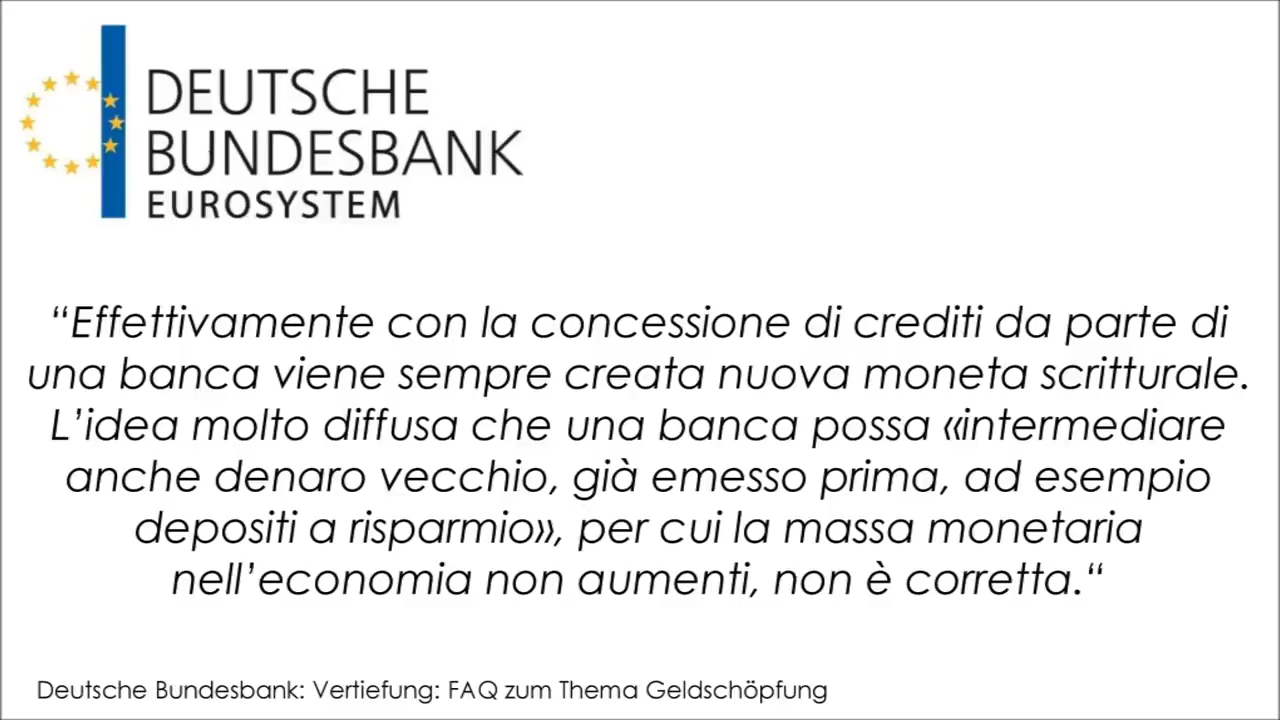 DEUTSCHE
BUNDESBANK
EUROSYSTEM
“Effettivamente con la concessione di crediti da parte di
una banca viene sempre creata nuova moneta scritturale.
L’idea molto diffusa che una banca possa «intermediare
anche denaro vecchio, già emesso prima, ad esempio
depositi a risparmio», per cui la massa monetaria
nell’economia non aumenti, non è corretta.“
Deutsche Bundesbank: Vertiefung: FAQ zum Thema Geldschöpfung